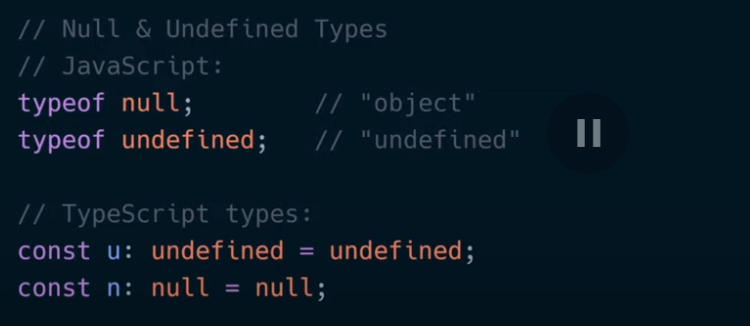 // Null & Undefined Types
// JavaScript:
typeof null;        // "object"
typeof undefined;   // "undefined"
// TypeScript types:
const u: undefined = undefined;
const n: null = null;